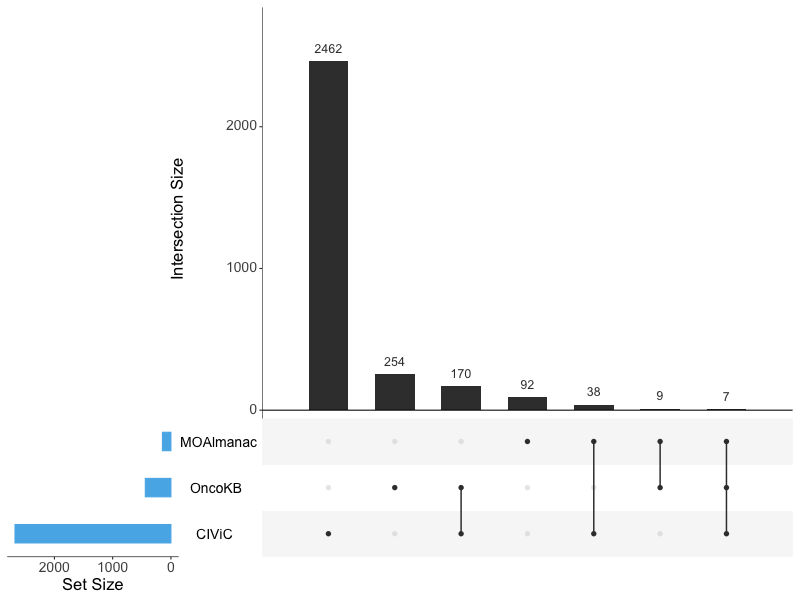 2462
2000
Intersection Size
1000
254
170
92
38
9
7
0
MOAlmanac
OncoKB
CIViC
2000 1000 0
Set Size